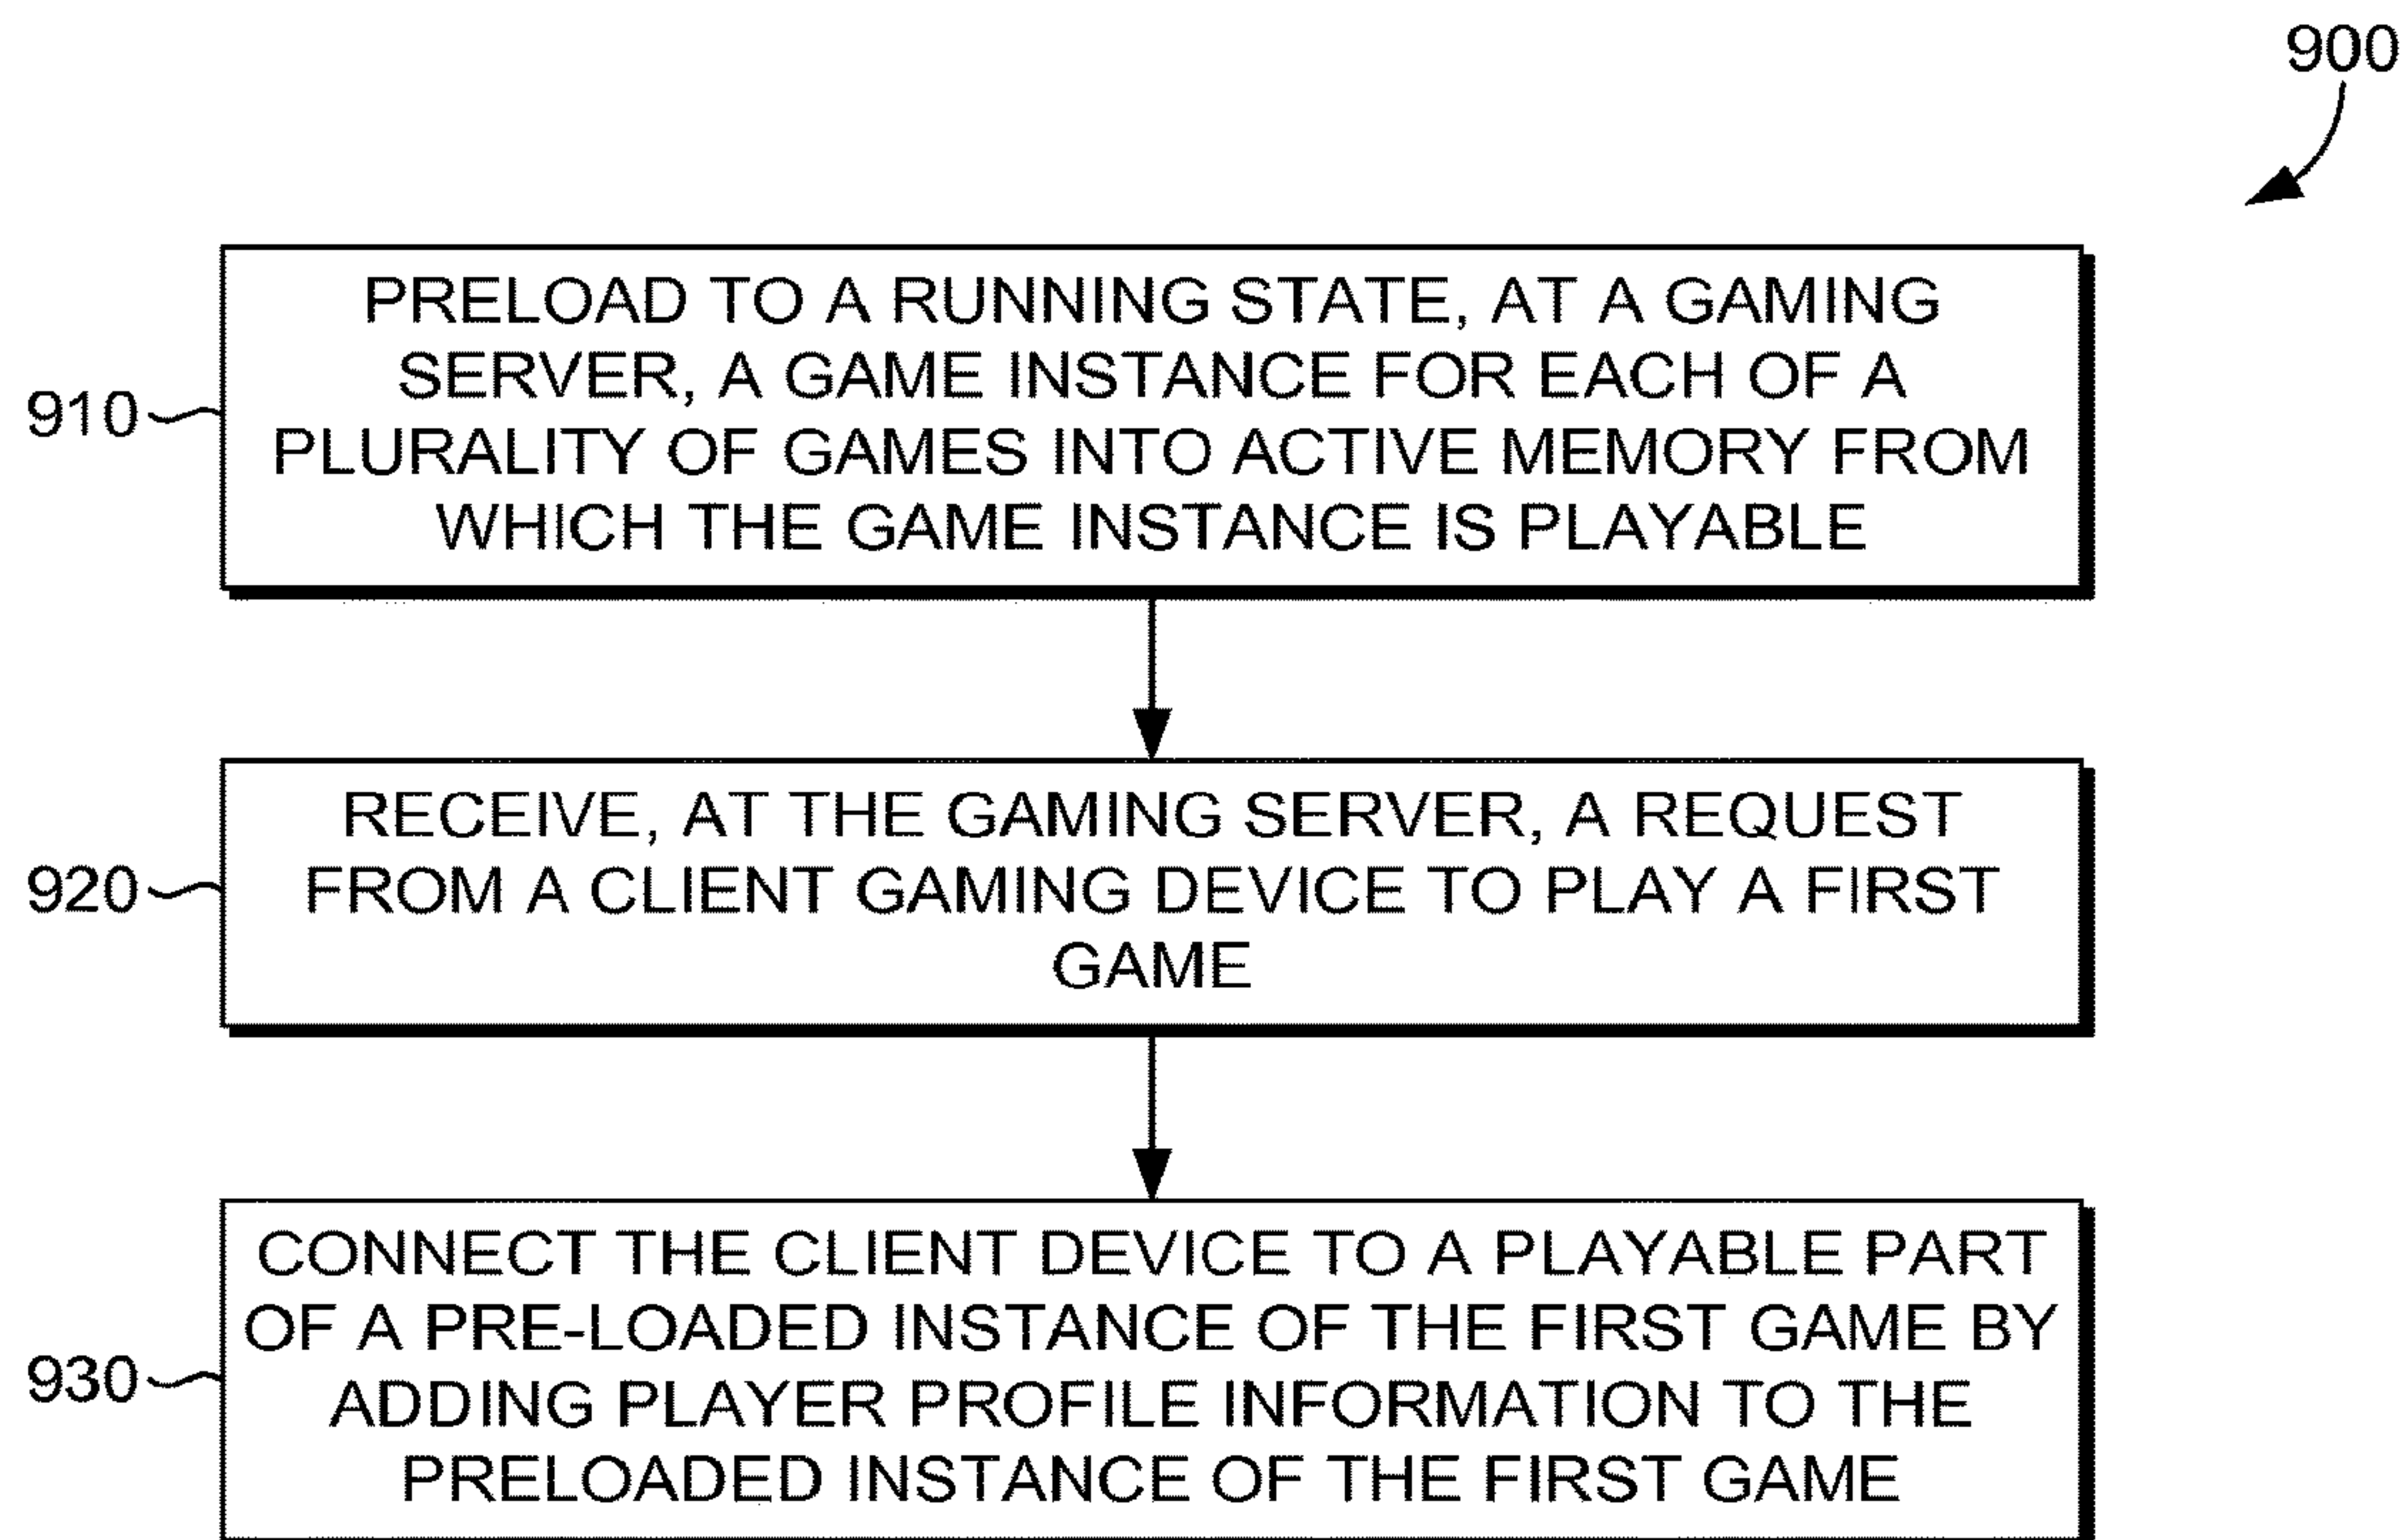 900
PRELOAD TO A RUNNING STATE, AT A GAMING
SERVER, A GAME INSTANCE FOR EACH OF A
PLURALITY OF GAMES INTO ACTIVE MEMORY FROM
WHICH THE GAME INSTANCE IS PLAYABLE
910
RECEIVE, AT THE GAMING SERVER, A REQUEST
FROM A CLIENT GAMING DEVICE TO PLAY A FIRST
GAME
920
CONNECT THE CLIENT DEVICE TO A PLAYABLE PART
OF A PRE-LOADED INSTANCE OF THE FIRST GAME BY
ADDING PLAYER PROFILE INFORMATION TO THE
PRELOADED INSTANCE OF THE FIRST GAME
930